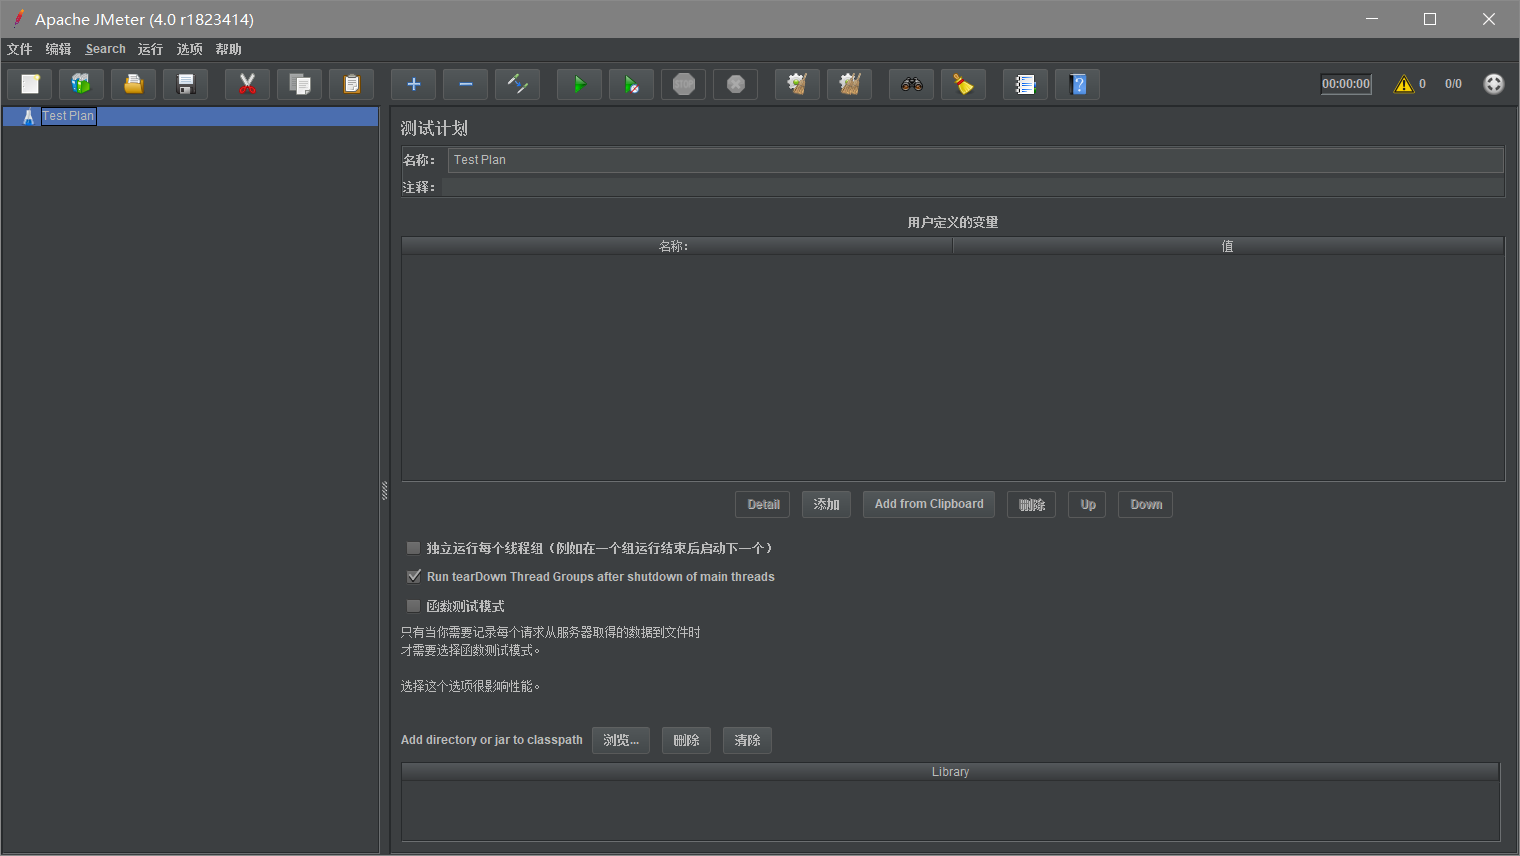 Apache JMeter (4.0 r1823414)
文件 编辑 Search 运行 选项 帮助
00:00:00 0 0/0
Test Plan
测试计划
名称： Test Plan
注释：
用户定义的变量
名称: 值
Detail 添加 Add from Clipboard 删除 Up Down
独立运行每个线程组（例如在一个组运行结束后启动下一个）
Run tearDown Thread Groups after shutdown of main threads
函数测试模式
只有当你需要记录每个请求从服务器取得的数据到文件时
才需要选择函数测试模式。
选择这个选项很影响性能。
Add directory or jar to classpath 浏览... 删除 清除
Library